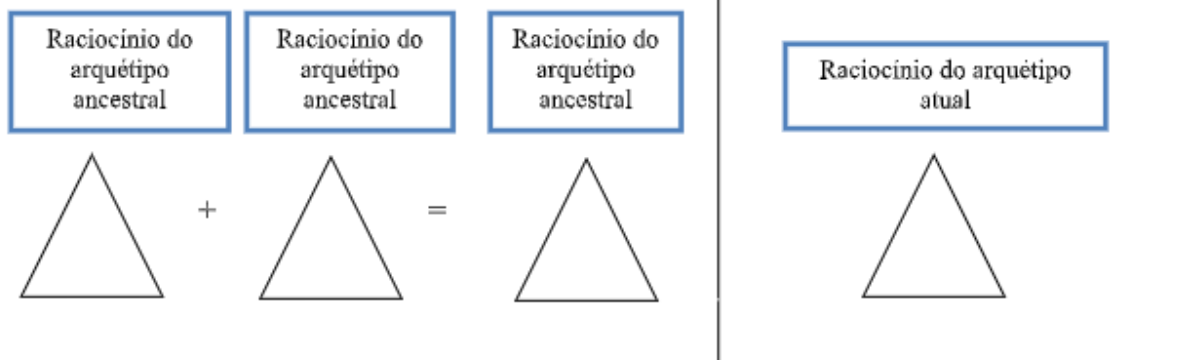 Raciocínio do
arquétipo
ancestral
Raciocínio do
arquétipo
ancestral
Raciocínio do
arquétipo
ancestral
Raciocínio do arquétipo
atual
+
=